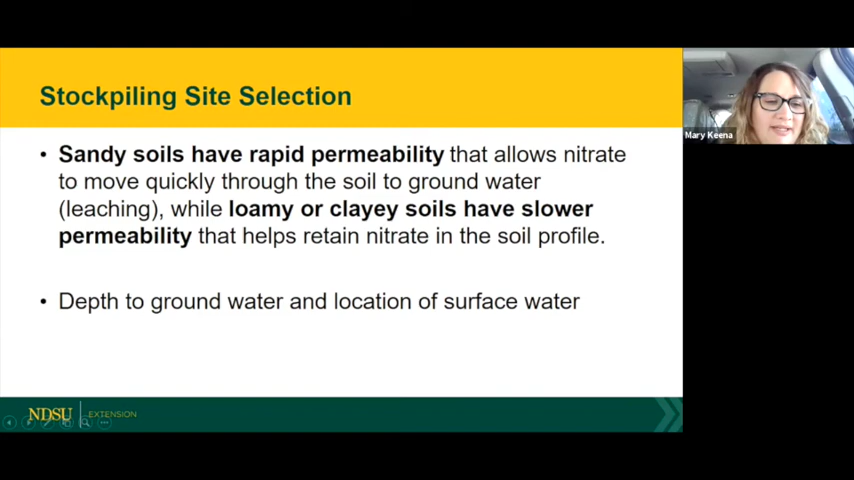 Stockpiling Site Selection
Mary Keena
• Sandy soils have rapid permeability that allows nitrate
to move quickly through the soil to ground water
(leaching), while loamy or clayey soils have slower
permeability that helps retain nitrate in the soil profile.
• Depth to ground water and location of surface water
NDSU EXTENSION